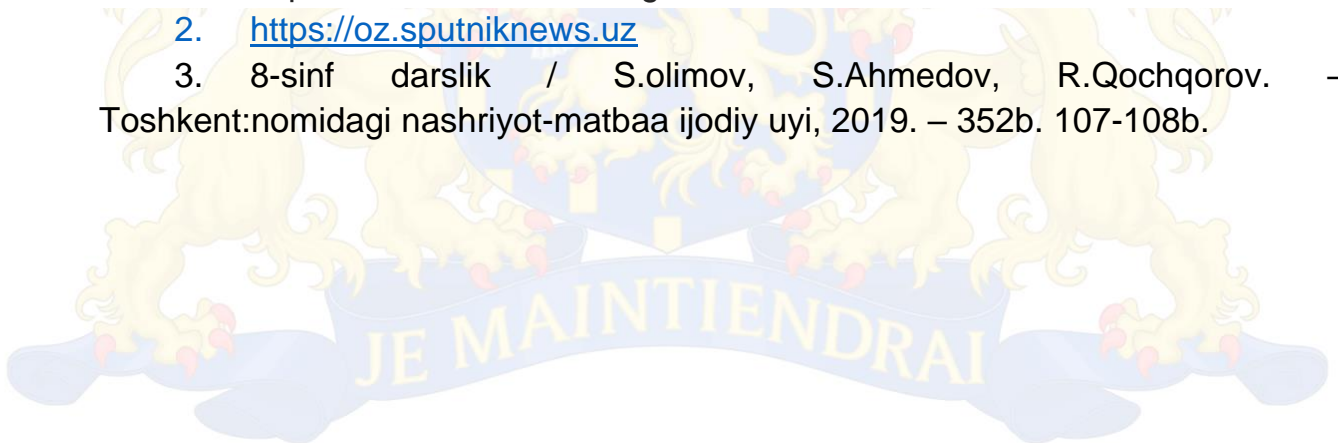 2. https://oz.sputniknews.uz
3. 8-sinf darslik / S.olimov, S.Ahmedov, R.Qochqorov. –
Toshkent:nomidagi nashriyot-matbaa ijodiy uyi, 2019. – 352b. 107-108b.
JE MAINTIENDRAI